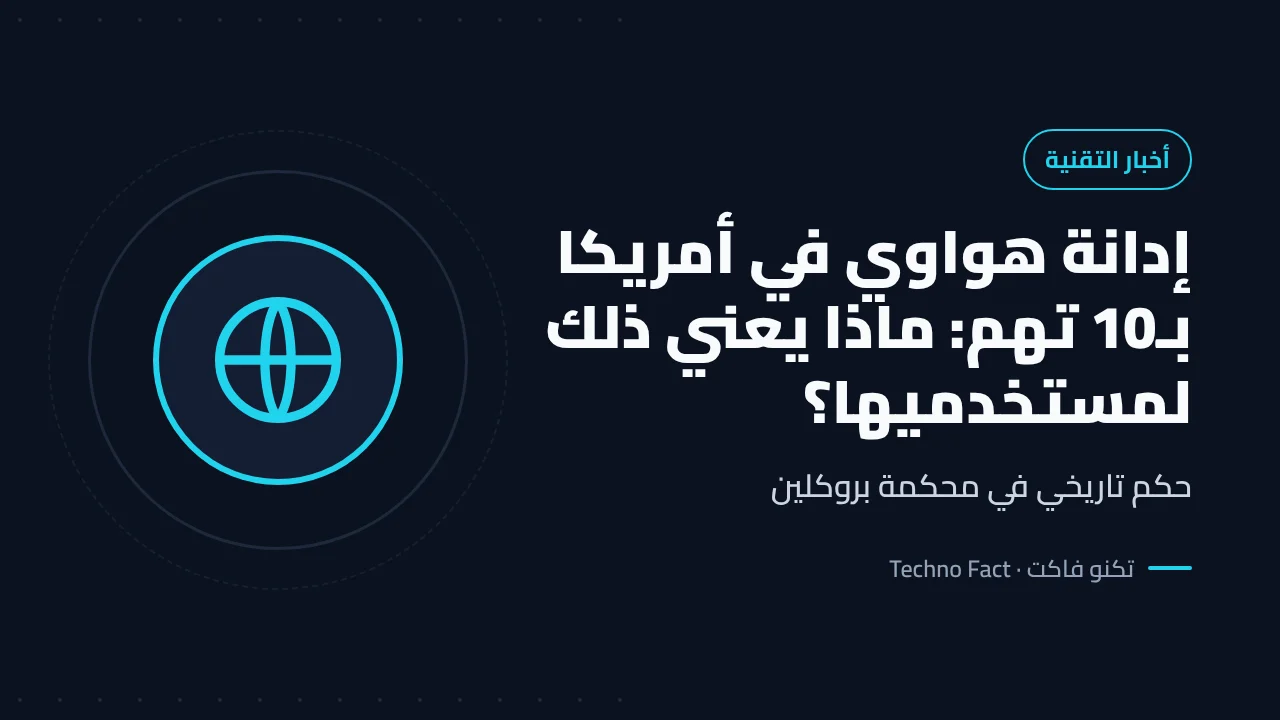 أخبار التقنية
إدانة هواوي في أمريكا
بـ10 تهم: ماذا يعني ذلك
لمستخدميها؟
حكم تاريخي في محكمة بروكلين
تكنو فاكت · Techno Fact